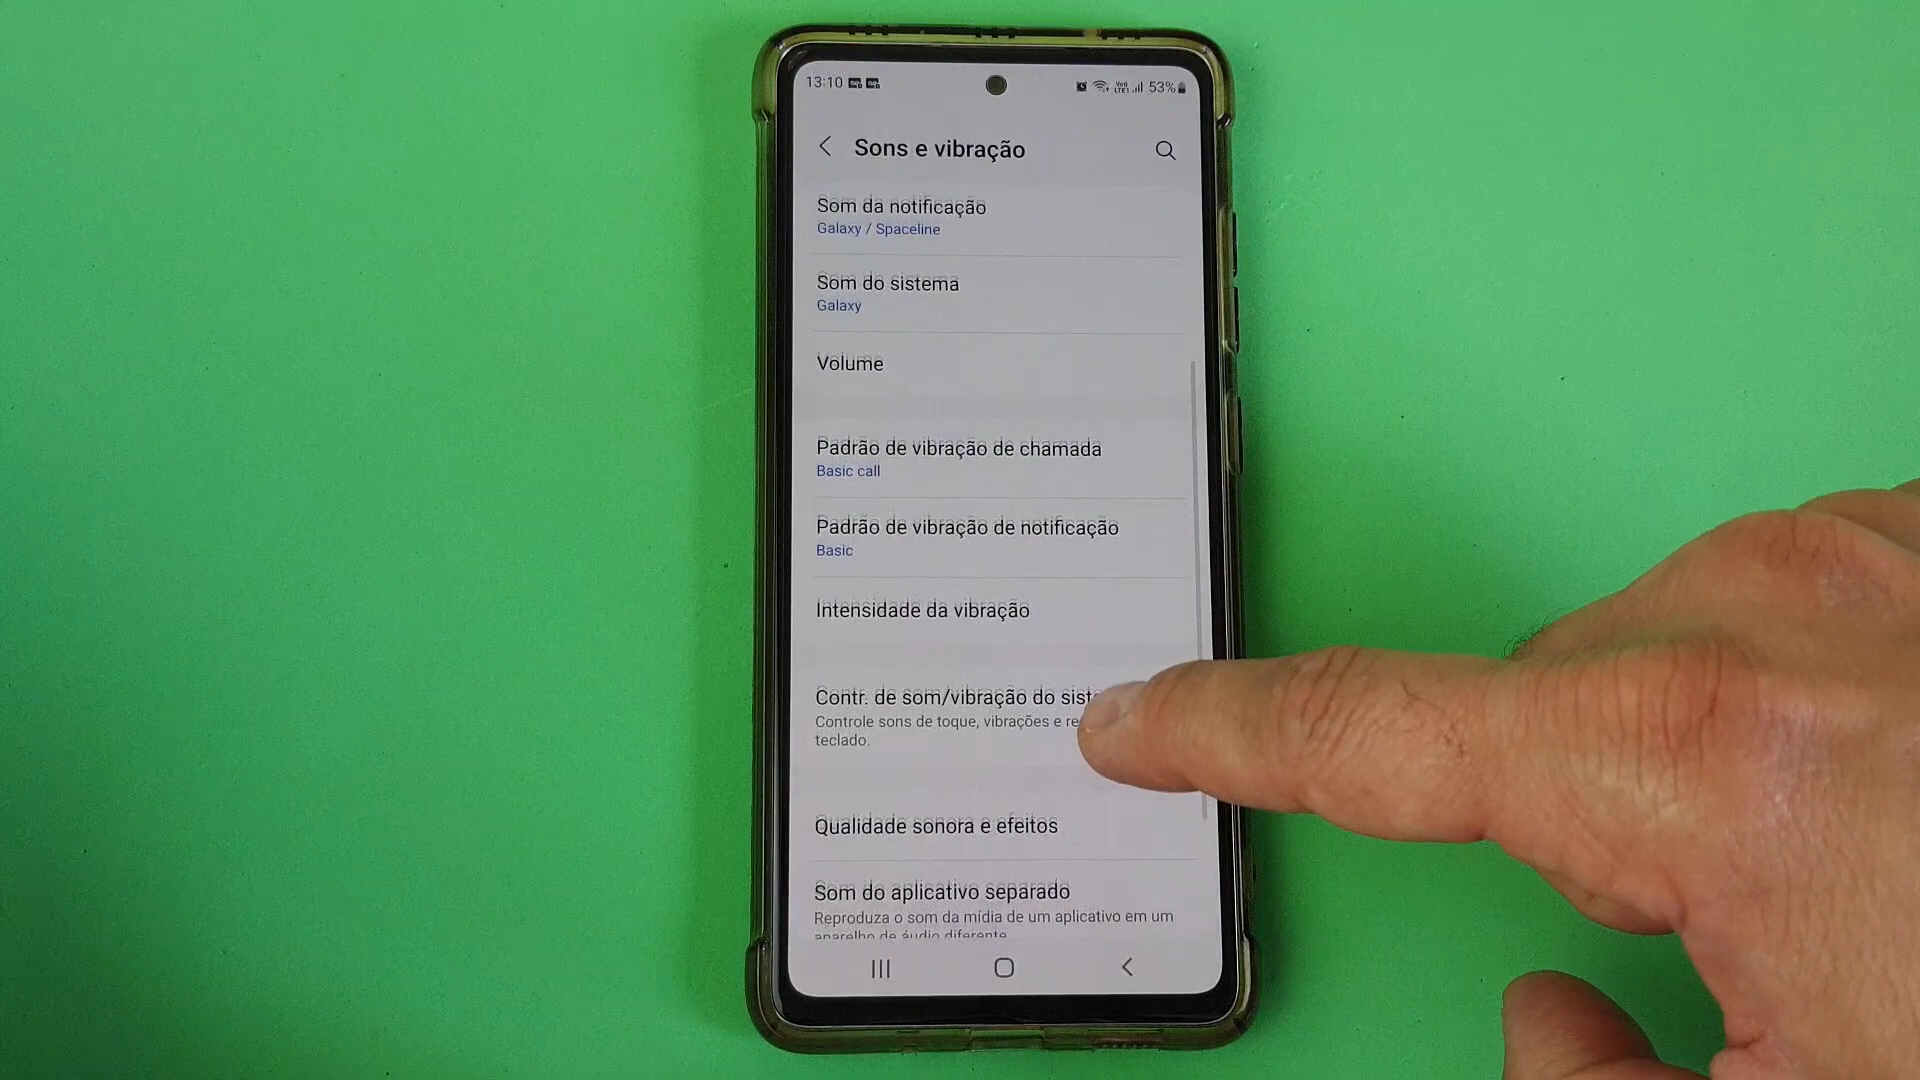 13:10
VoLTE1 53%
Sons e vibração
Som da notificação
Galaxy / Spaceline
Som do sistema
Galaxy
Volume
Padrão de vibração de chamada
Basic call
Padrão de vibração de notificação
Basic
Intensidade da vibração
Contr. de som/vibração do
Controle sons de toque, vibrações e
teclado.
Qualidade sonora e efeitos
Som do aplicativo separado
Reproduza o som da mídia de um aplicativo em um
aparelho de áudio diferente